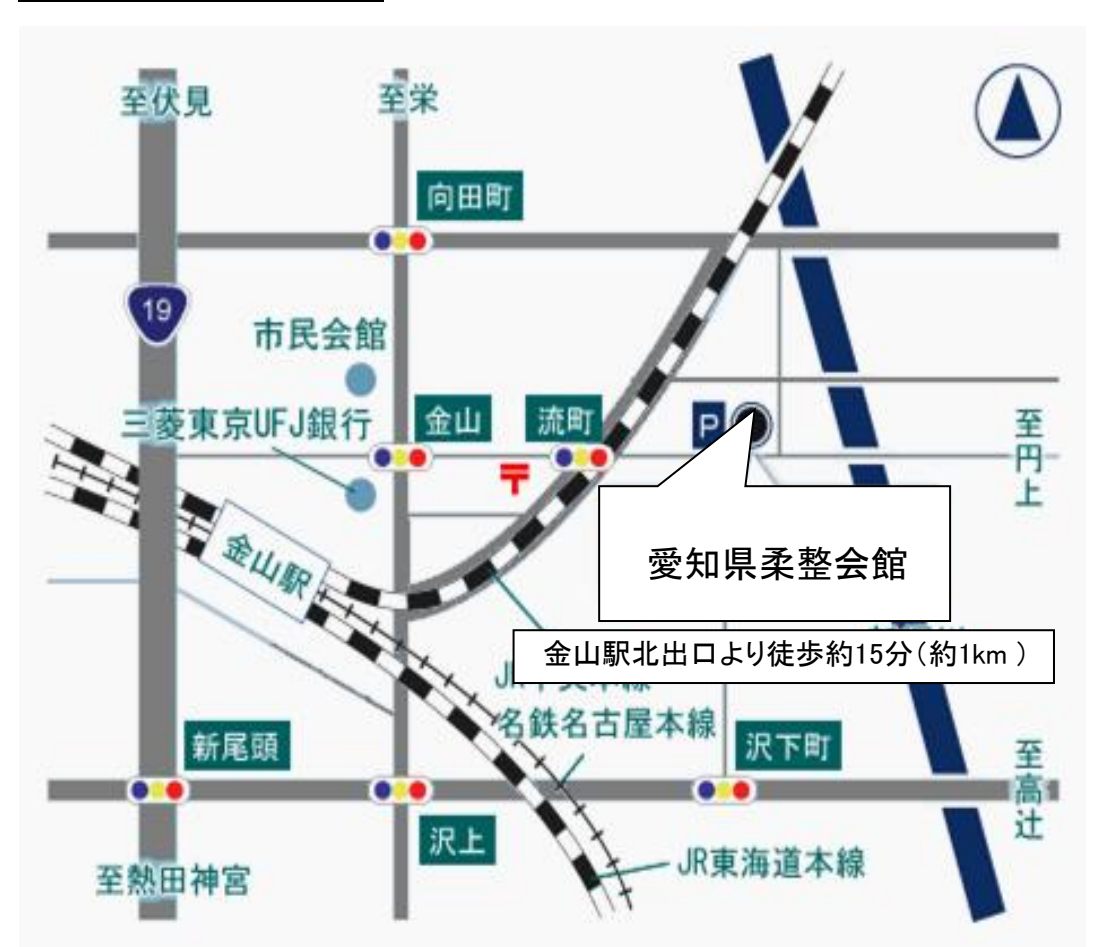 至伏見
至栄
向田町
19
市民会館
三菱東京UFJ銀行
金山
流町
P
至円上
〒
金山駅
愛知県柔整会館
金山駅北出口より徒歩約15分（約1km ）
名鉄名古屋本線
新尾頭
沢下町
至高辻
沢上
JR東海道本線
至熱田神宮